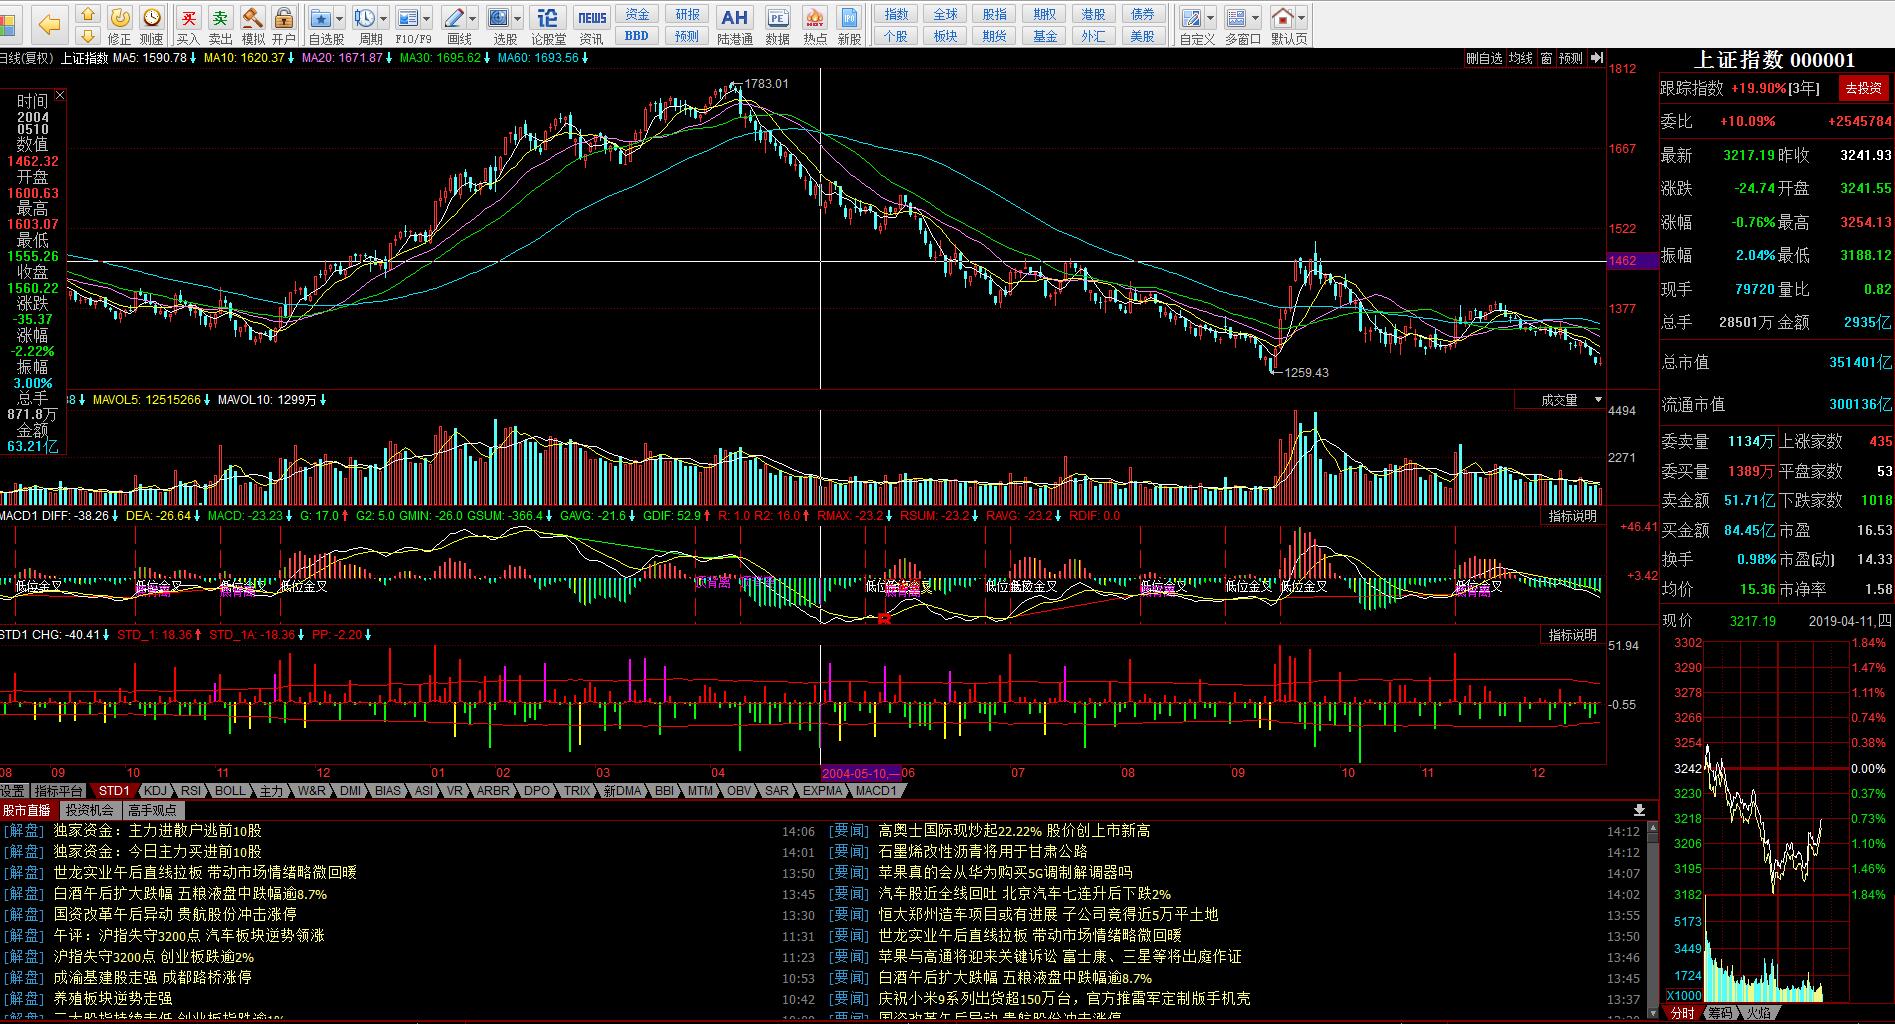 修正 测速 买入 卖出 模拟 开户 自选股 周期 F10/F9 画线 选股 论股堂 资讯 资金 BBD 研报 预测 陆港通 数据 热点 新股 指数 个股 全球 板块 股指 期货 期权 基金 港股 外汇 债券 美股 自定义 多窗口 默认页
买 卖 论 NEWS AH PE HOT IPO
日线(复权) 上证指数 MA5: 1590.78↓ MA10: 1620.37↓ MA20: 1671.87↓ MA30: 1695.62↓ MA60: 1693.56↓
删自选 均线 窗 预测
时间
2004
0510
数值
1462.32
开盘
1600.63
最高
1603.07
最低
1555.26
收盘
1560.22
涨跌
-35.37
涨幅
-2.22%
振幅
3.00%
总手
871.8万
金额
63.21亿
1783.01
1259.43
1812
1667
1522
1462
1377
MAVOL5: 12515266↓ MAVOL10: 1299万↓
成交量
4494
2271
MACD1 DIFF: -38.26↓ DEA: -26.64↓ MACD: -23.23↓ G: 17.0↑ G2: 5.0 GMIN: -26.0 GSUM: -366.4↓ GAVG: -21.6↓ GDIF: 52.9↑ R: 1.0 R2: 16.0↑ RMAX: -23.2↓ RSUM: -23.2↓ RAVG: -23.2↓ RDIF: 0.0
指标说明
+46.41
+3.42
低位金叉 低位金叉 低位金叉 低位金叉 顶背离 低位金叉 低位金叉 低位金叉 低位金叉 低位金叉 低位金叉
STD1 CHG: -40.41↓ STD_1: 18.36↑ STD_1A: -18.36↓ PP: -2.20↓
指标说明
51.94
-0.55
08 09 10 11 12 01 02 03 04 2004-05-10,一 06 07 08 09 10 11 12
设置 指标平台 STD1 KDJ RSI BOLL 主力 W&R DMI BIAS ASI VR ARBR DPO TRIX 新DMA BBI MTM OBV SAR EXPMA MACD1
股市直播 投资机会 高手观点
[解盘] 独家资金：主力进散户逃前10股 14:06
[解盘] 独家资金：今日主力买进前10股 14:01
[解盘] 世龙实业午后直线拉板 带动市场情绪略微回暖 13:50
[解盘] 白酒午后扩大跌幅 五粮液盘中跌幅逾8.7% 13:45
[解盘] 国资改革午后异动 贵航股份冲击涨停 13:30
[解盘] 午评：沪指失守3200点 汽车板块逆势领涨 11:31
[解盘] 沪指失守3200点 创业板跌逾2% 11:23
[解盘] 成渝基建股走强 成都路桥涨停 10:53
[解盘] 养殖板块逆势走强 10:42
[要闻] 高奥士国际现炒起22.22% 股价创上市新高 14:12
[要闻] 石墨烯改性沥青将用于甘肃公路 14:12
[要闻] 苹果真的会从华为购买5G调制解调器吗 14:07
[要闻] 汽车股近全线回吐 北京汽车七连升后下跌2% 14:02
[要闻] 恒大郑州造车项目或有进展 子公司竞得近5万平土地 13:55
[要闻] 世龙实业午后直线拉板 带动市场情绪略微回暖 13:50
[要闻] 苹果与高通将迎来关键诉讼 富士康、三星等将出庭作证 13:46
[要闻] 白酒午后扩大跌幅 五粮液盘中跌幅逾8.7% 13:45
[要闻] 庆祝小米9系列出货超150万台，官方推雷军定制版手机壳 13:37
上证指数 000001
跟踪指数 +19.90%[3年] 去投资
委比 +10.09% +2545784
最新 3217.19 昨收 3241.93
涨跌 -24.74 开盘 3241.55
涨幅 -0.76% 最高 3254.13
振幅 2.04% 最低 3188.12
现手 79720 量比 0.82
总手 28501万 金额 2935亿
总市值 351401亿
流通市值 300136亿
委卖量 1134万 上涨家数 435
委买量 1389万 平盘家数 53
卖金额 51.71亿 下跌家数 1018
买金额 84.45亿 市盈 16.53
换手 0.98% 市盈(动) 14.33
均价 15.36 市净率 1.58
现价 3217.19 2019-04-11,四
3302 1.84%
3290 1.47%
3278 1.11%
3266 0.74%
3254 0.38%
3242 0.00%
3230 0.37%
3218 0.73%
3206 1.10%
3195 1.46%
3182 1.84%
5173
3449
1724
X1000
分时 筹码 火焰